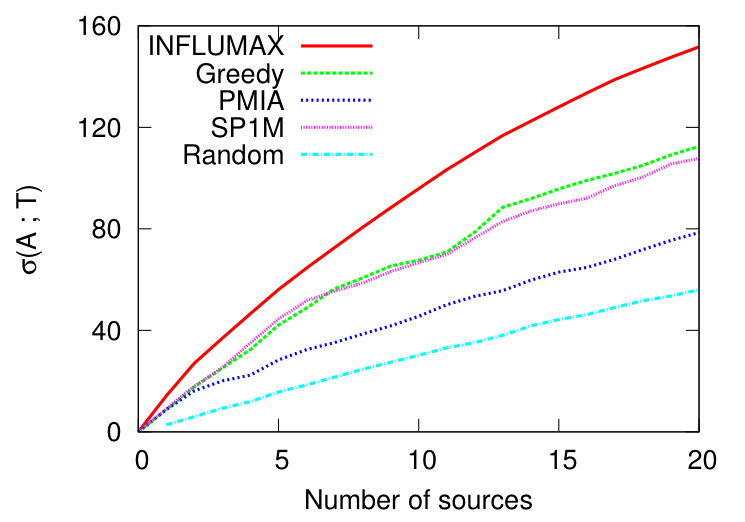 160
120
80
40
0
σ(A ; T)
INFLUMAX
Greedy
PMIA
SP1M
Random
0 5 10 15 20
Number of sources